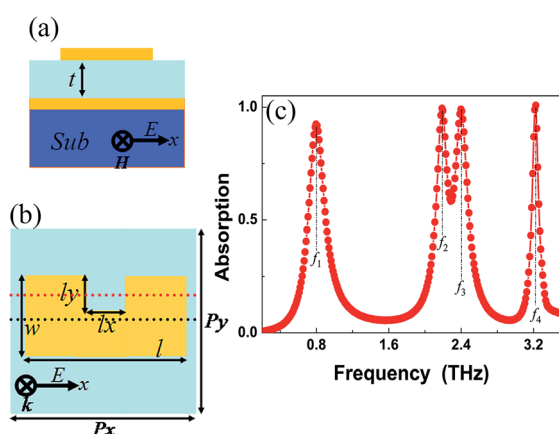 (a)
t
Sub
E
x
H
(b)
ly
lx
w
l
Py
E
x
k
Px
(c)
1.0
0.5
0.0
Absorption
f1
f2
f3
f4
0.8
1.6
2.4
3.2
Frequency (THz)